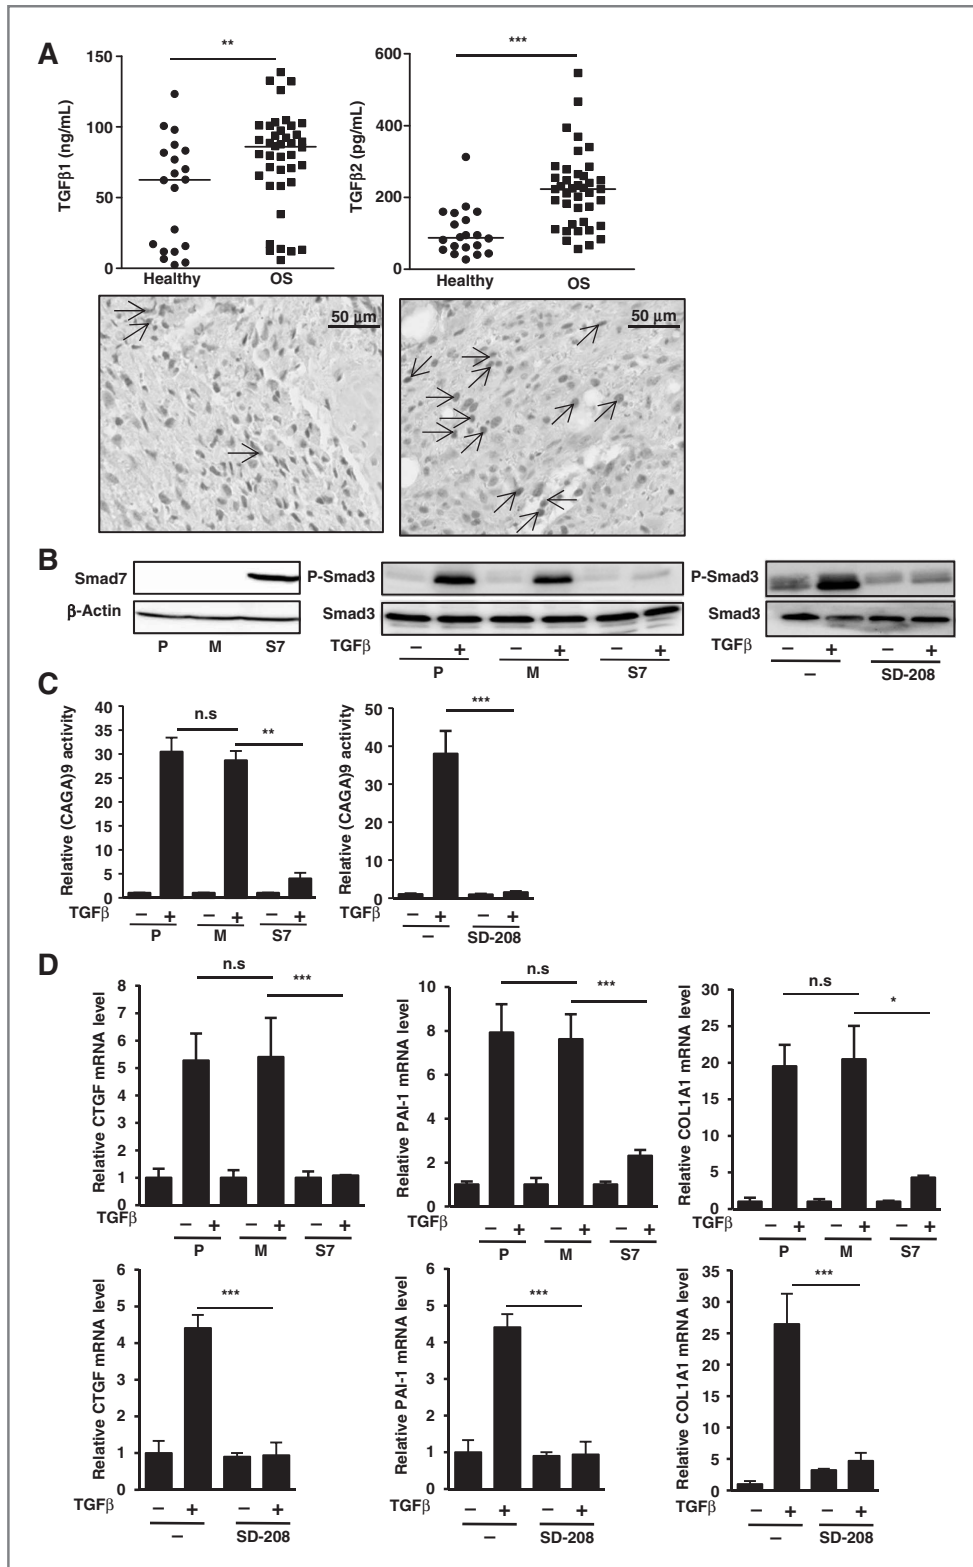 A
**
***
150
100
50
0
TGFβ1 (ng/mL)
Healthy
OS
600
400
200
0
TGFβ2 (pg/mL)
Healthy
OS
50 μm
50 μm
B
Smad7
β-Actin
P M S7
P-Smad3
Smad3
TGFβ − + − + − +
P M S7
P-Smad3
Smad3
TGFβ − + − +
− SD-208
C
Relative (CAGA)9 activity
40
35
30
25
20
15
10
5
0
n.s
**
TGFβ − + − + − +
P M S7
Relative (CAGA)9 activity
50
40
30
20
10
0
***
− + − +
− SD-208
D
Relative CTGF mRNA level
8
7
6
5
4
3
2
1
0
n.s
***
TGFβ − + − + − +
P M S7
Relative PAI-1 mRNA level
10
8
6
4
2
0
n.s
***
TGFβ − + − + − +
P M S7
Relative COL1A1 mRNA level
30
25
20
15
10
5
0
n.s
*
TGFβ − + − + − +
P M S7
Relative CTGF mRNA level
6
5
4
3
2
1
0
***
TGFβ − + − +
− SD-208
Relative PAI-1 mRNA level
6
5
4
3
2
1
0
***
TGFβ − + − +
− SD-208
Relative COL1A1 mRNA level
35
30
25
20
15
10
5
0
***
TGFβ − + − +
− SD-208